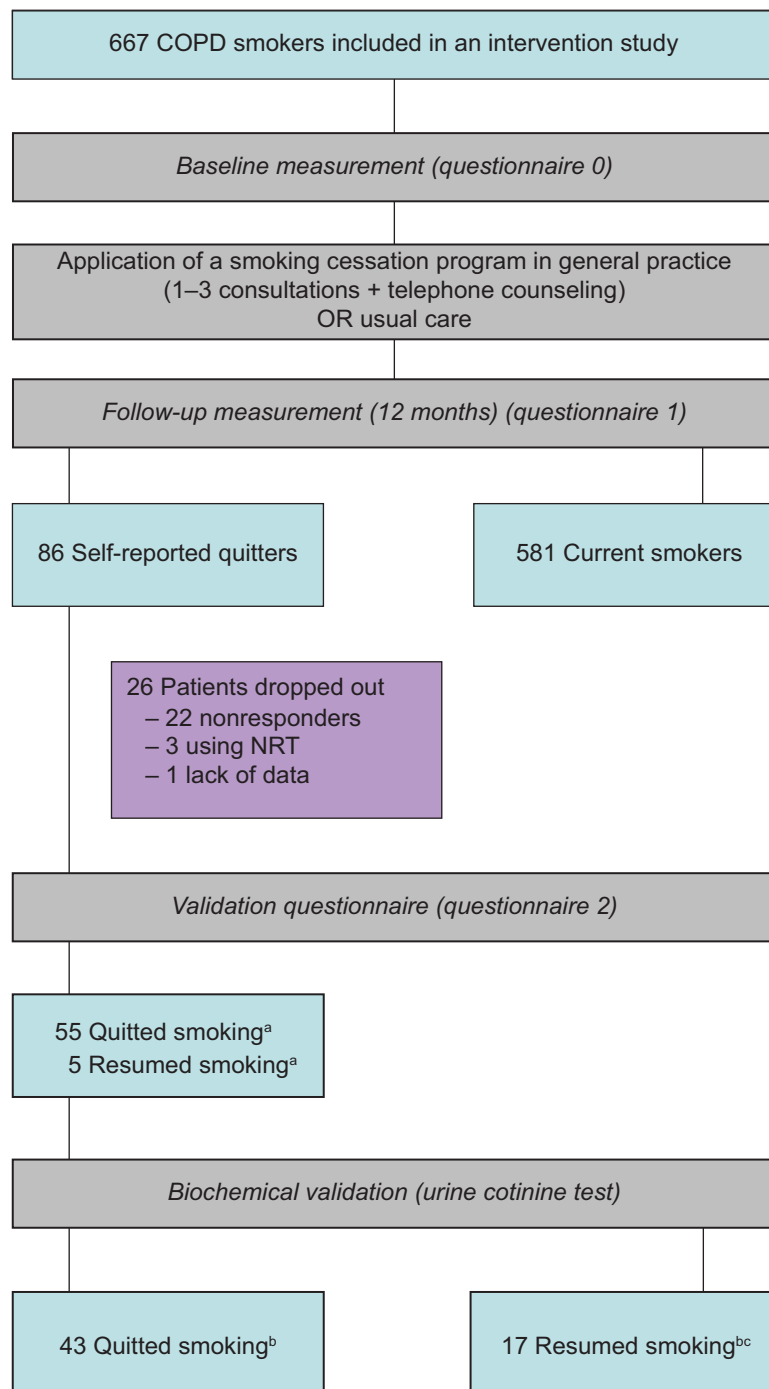 667 COPD smokers included in an intervention study
Baseline measurement (questionnaire 0)
Application of a smoking cessation program in general practice
(1–3 consultations + telephone counseling)
OR usual care
Follow-up measurement (12 months) (questionnaire 1)
86 Self-reported quitters
581 Current smokers
26 Patients dropped out
– 22 nonresponders
– 3 using NRT
– 1 lack of data
Validation questionnaire (questionnaire 2)
55 Quitted smokingᵃ
5 Resumed smokingᵃ
Biochemical validation (urine cotinine test)
43 Quitted smokingᵇ
17 Resumed smokingᵇᶜ